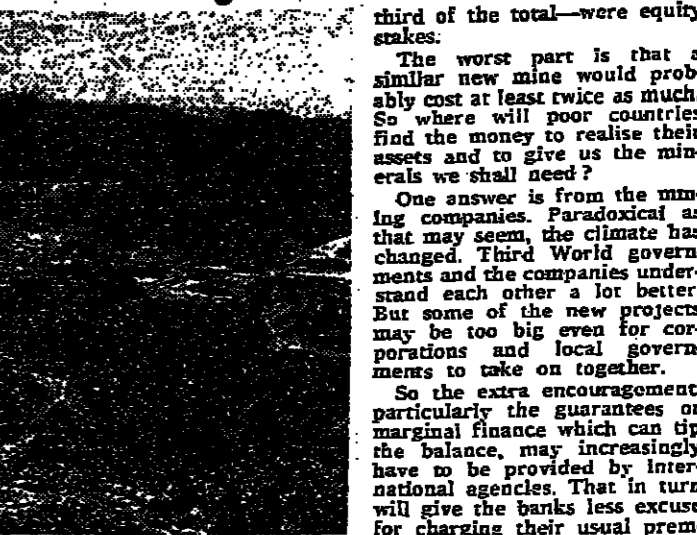 third of the total—were equity
stakes.
The worst part is that a
similar new mine would prob-
ably cost at least twice as much.
So where will poor countries
find the money to realise their
assets and to give us the min-
erals we shall need?
One answer is from the min-
ing companies. Paradoxical as
that may seem, the climate has
changed. Third World govern-
ments and the companies under-
stand each other a lot better.
But some of the new projects
may be too big even for cor-
porations and local govern-
ments to take on together.
So the extra encouragement,
particularly the guarantees or
marginal finance which can tip
the balance, may increasingly
have to be provided by inter-
national agencies. That in turn
will give the banks less excuse
for charging their usual prem-